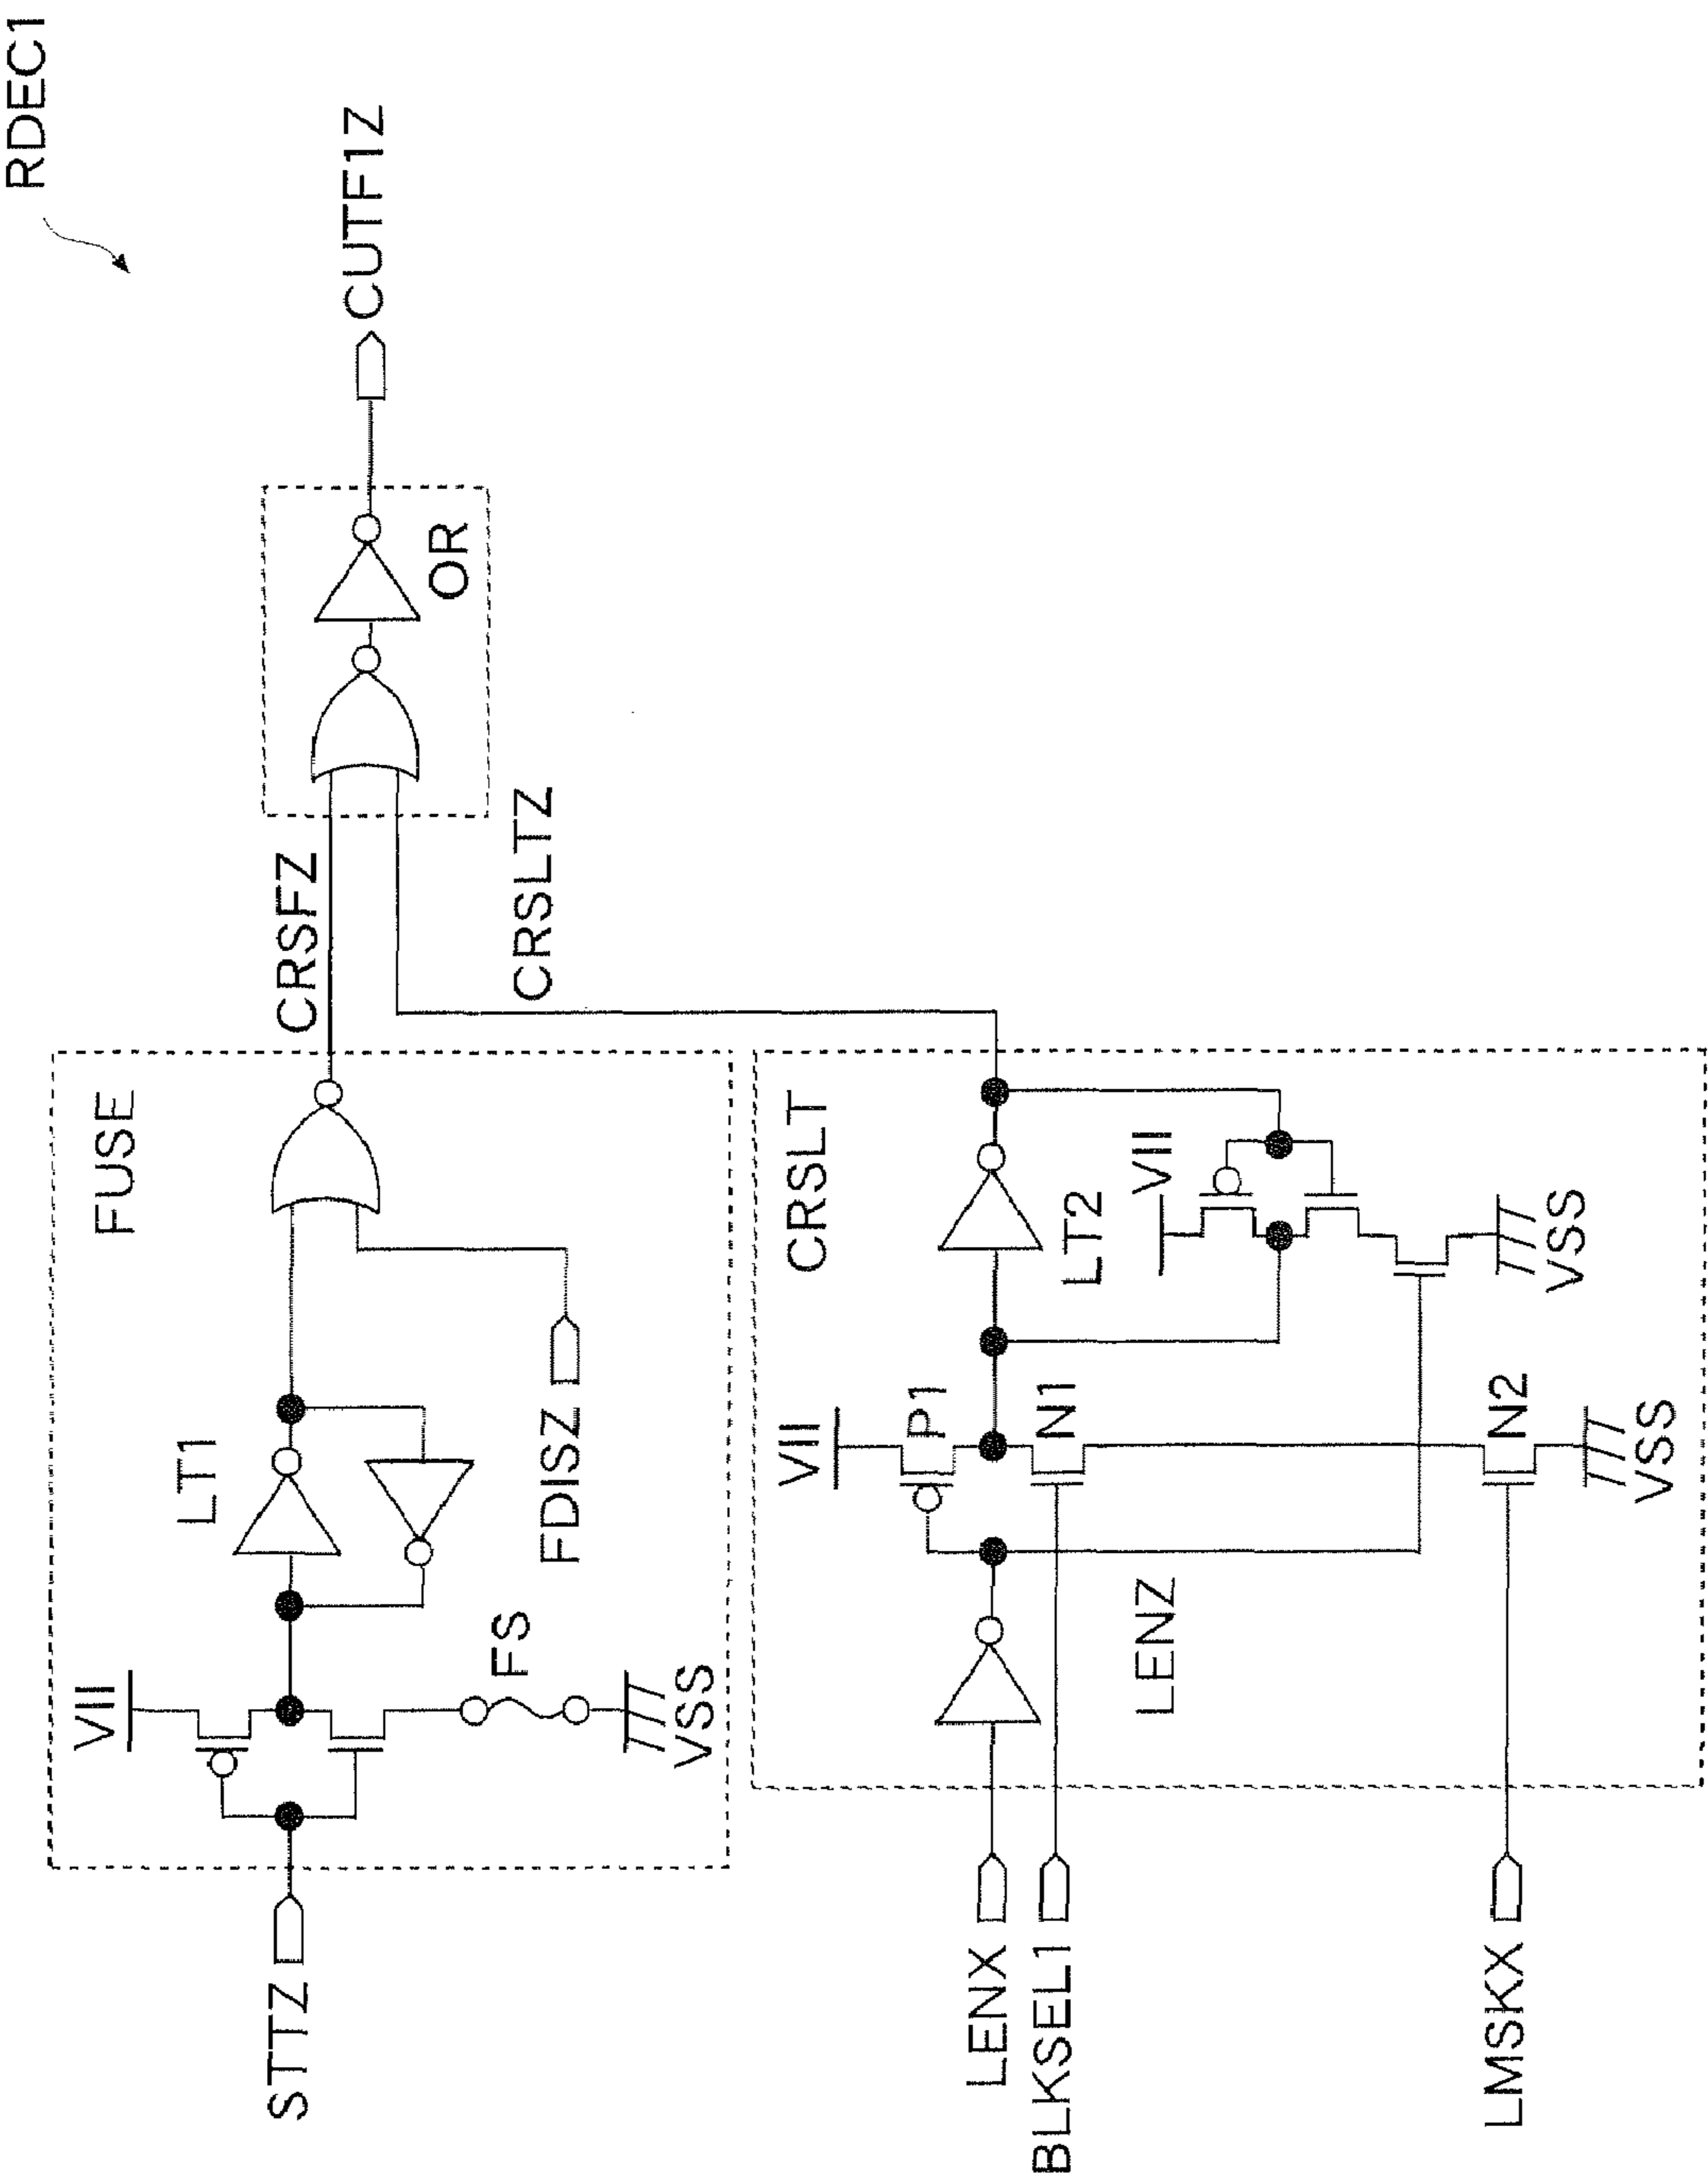 RDEC1
FUSE
VII
LT1
CRSFZ
CUTF1Z
STTZ
OR
FS
VSS
FDISZ
CRSLTZ
CRSLT
VII
P1
LENX
N1
LT2
VII
BLKSEL1
LENZ
N2
VSS
LMSKX
VSS